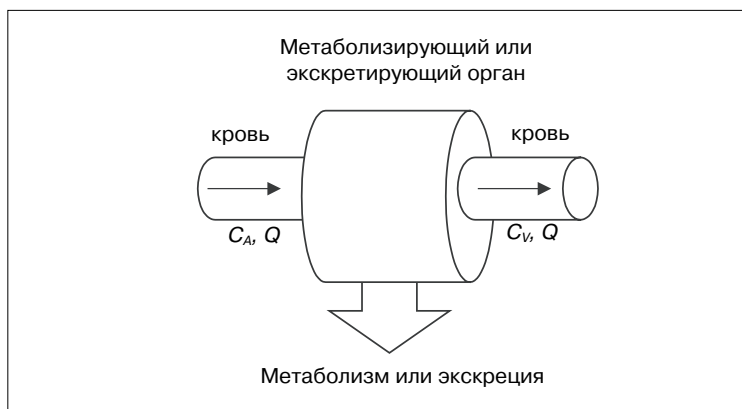 Метаболизирующий или
экскретирующий орган
кровь
кровь
C_A, Q
C_V, Q
Метаболизм или экскреция